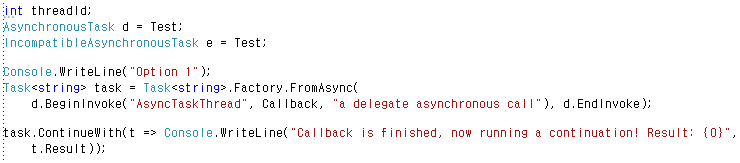 int threadId;
AsynchronousTask d = Test;
IncompatibleAsynchronousTask e = Test;
Console.WriteLine("Option 1");
Task<string> task = Task<string>.Factory.FromAsync(
d.BeginInvoke("AsyncTaskThread", Callback, "a delegate asynchronous call"), d.EndInvoke);
task.ContinueWith(t => Console.WriteLine("Callback is finished, now running a continuation! Result: {0}",
t.Result));